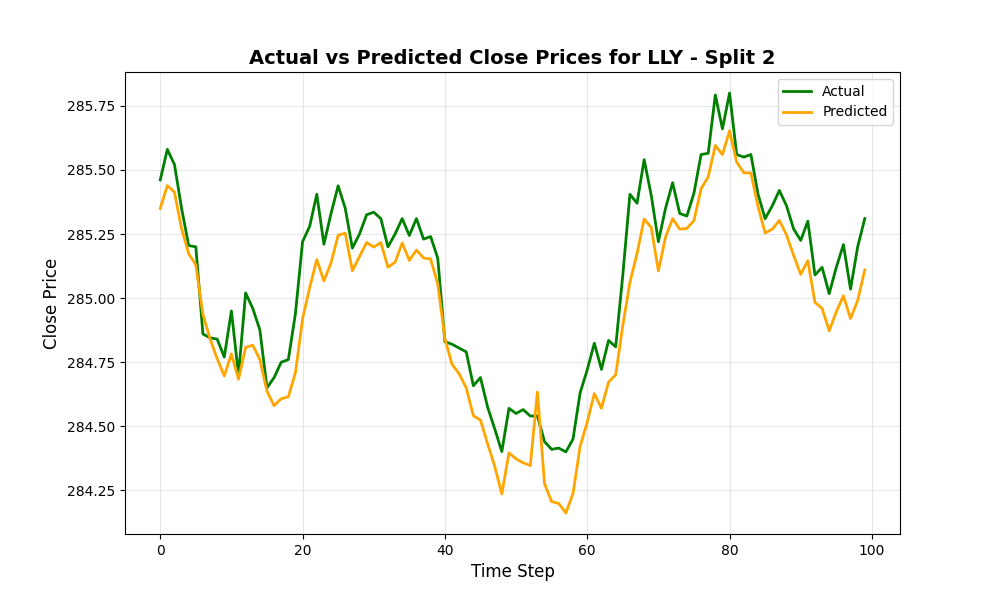 Actual vs Predicted Close Prices for LLY - Split 2
Actual
Predicted
Close Price
285.75
285.50
285.25
285.00
284.75
284.50
284.25
0 20 40 60 80 100
Time Step